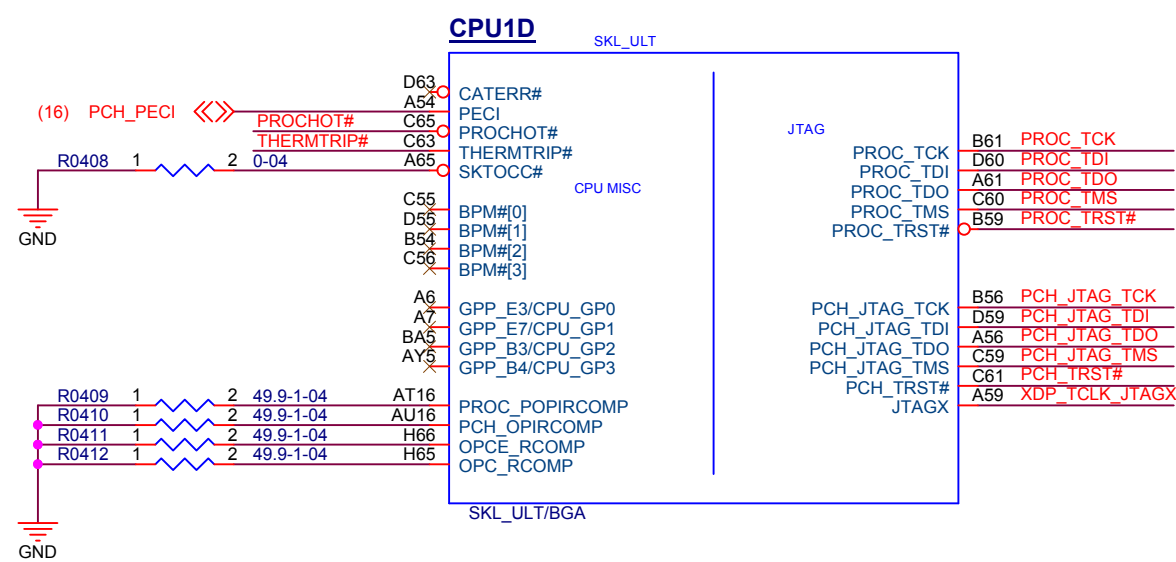 CPU1D
SKL_ULT
D63
CATERR#
(16) PCH_PECI
A54
PECI
PROCHOT#
C65
PROCHOT#
THERMTRIP#
C63
THERMTRIP#
R0408 1 2 0-04
A65
SKTOCC#
GND
CPU MISC
C55
BPM#[0]
D55
BPM#[1]
B54
BPM#[2]
C56
BPM#[3]
A6
GPP_E3/CPU_GP0
A7
GPP_E7/CPU_GP1
BA5
GPP_B3/CPU_GP2
AY5
GPP_B4/CPU_GP3
R0409 1 2 49.9-1-04
AT16
PROC_POPIRCOMP
R0410 1 2 49.9-1-04
AU16
PCH_OPIRCOMP
R0411 1 2 49.9-1-04
H66
OPCE_RCOMP
R0412 1 2 49.9-1-04
H65
OPC_RCOMP
GND
JTAG
PROC_TCK
B61 PROC_TCK
PROC_TDI
D60 PROC_TDI
PROC_TDO
A61 PROC_TDO
PROC_TMS
C60 PROC_TMS
PROC_TRST#
B59 PROC_TRST#
PCH_JTAG_TCK
B56 PCH_JTAG_TCK
PCH_JTAG_TDI
D59 PCH_JTAG_TDI
PCH_JTAG_TDO
A56 PCH_JTAG_TDO
PCH_JTAG_TMS
C59 PCH_JTAG_TMS
PCH_TRST#
C61 PCH_TRST#
JTAGX
A59 XDP_TCLK_JTAGX
SKL_ULT/BGA